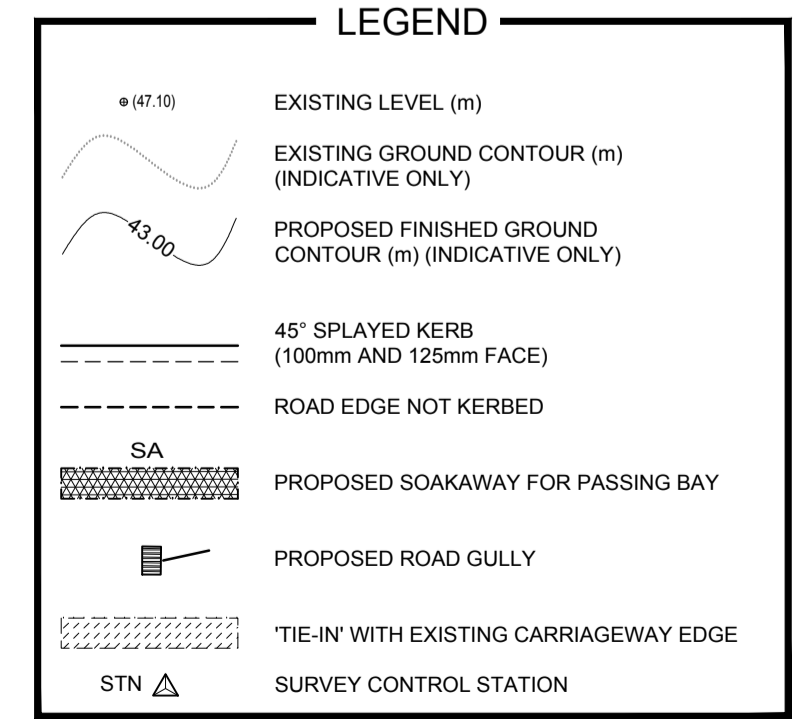 LEGEND
⊕ (47.10) EXISTING LEVEL (m)
EXISTING GROUND CONTOUR (m)
(INDICATIVE ONLY)
43.00 PROPOSED FINISHED GROUND
CONTOUR (m) (INDICATIVE ONLY)
45° SPLAYED KERB
(100mm AND 125mm FACE)
ROAD EDGE NOT KERBED
SA
PROPOSED SOAKAWAY FOR PASSING BAY
PROPOSED ROAD GULLY
'TIE-IN' WITH EXISTING CARRIAGEWAY EDGE
STN SURVEY CONTROL STATION